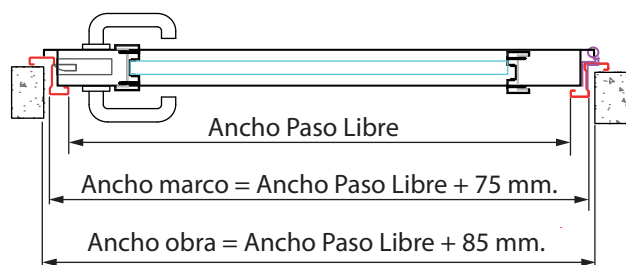 Ancho Paso Libre
Ancho marco = Ancho Paso Libre + 75 mm.
Ancho obra = Ancho Paso Libre + 85 mm.